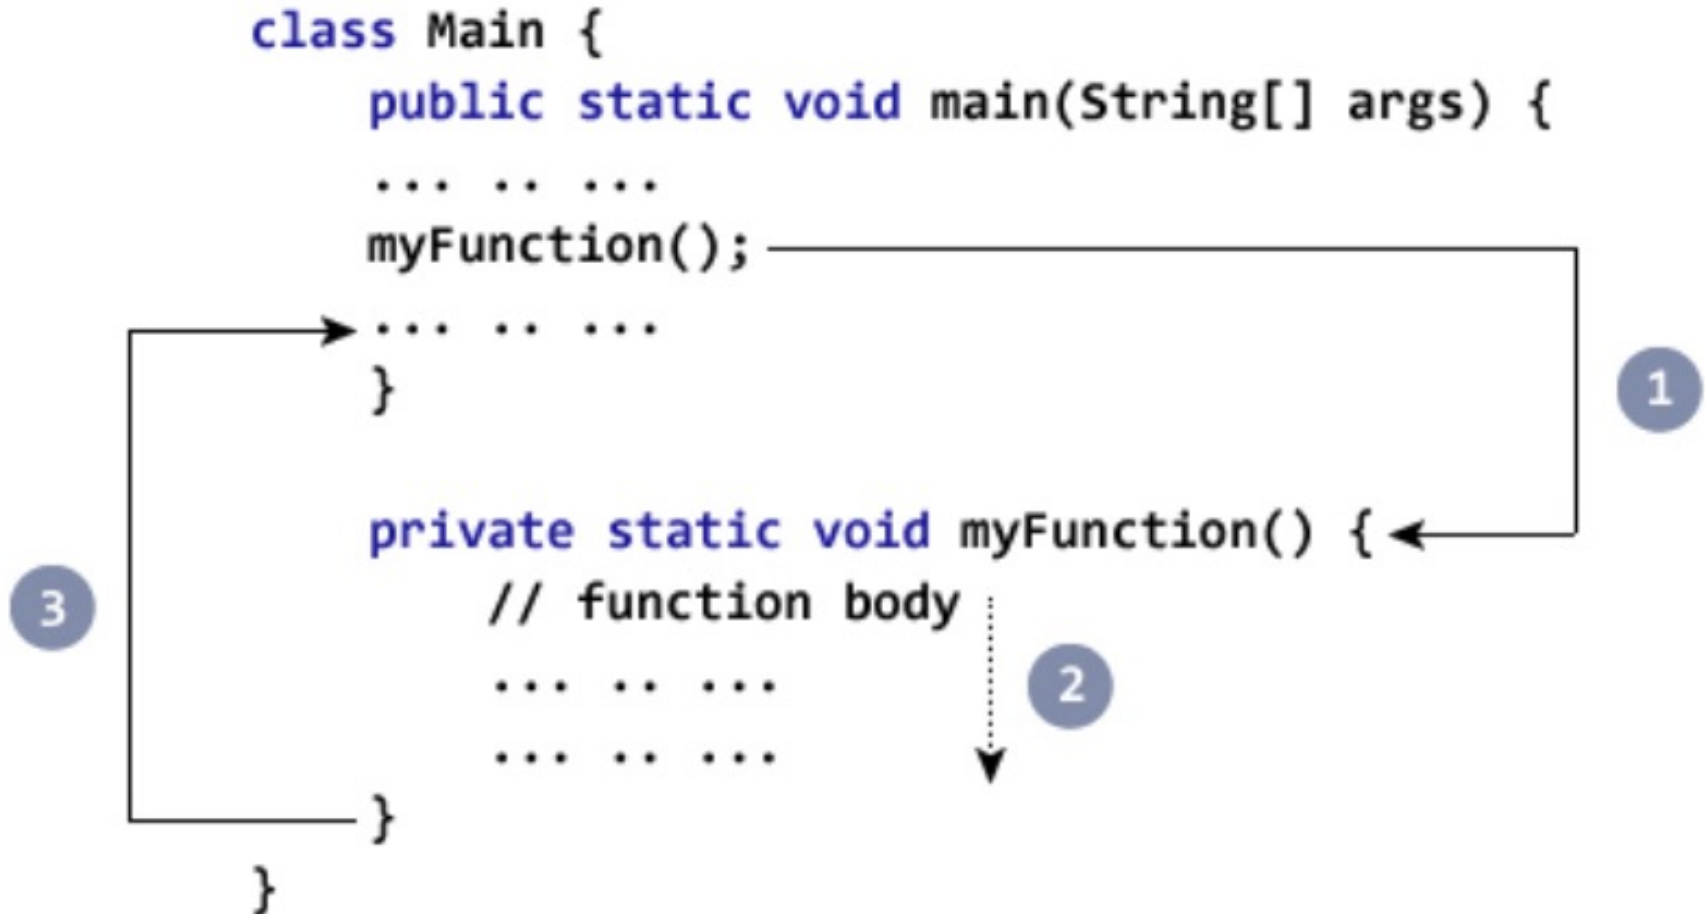 class Main {
public static void main(String[] args) {
... .. ...
myFunction();
... .. ...
}
1
private static void myFunction() {
3
// function body
... .. ...
2
... .. ...
}
}